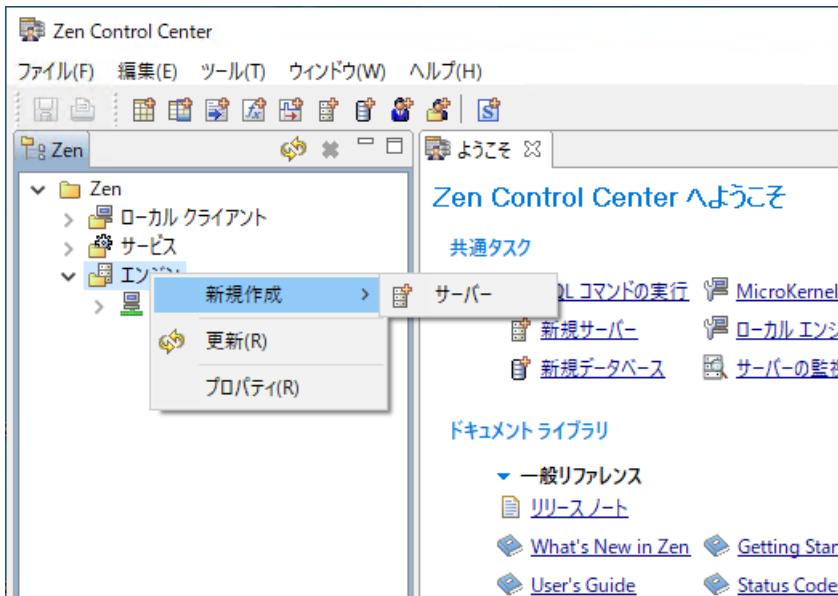 Zen Control Center
ファイル(F) 編集(E) ツール(T) ウィンドウ(W) ヘルプ(H)
Zen
ようこそ
Zen
ローカル クライアント
サービス
エンジン
新規作成
サーバー
更新(R)
プロパティ(R)
Zen Control Center へようこそ
共通タスク
QL コマンドの実行 MicroKernel
新規サーバー ローカル エンジ
新規データベース サーバーの監視
ドキュメント ライブラリ
一般リファレンス
リリース ノート
What's New in Zen Getting Star
User's Guide Status Code